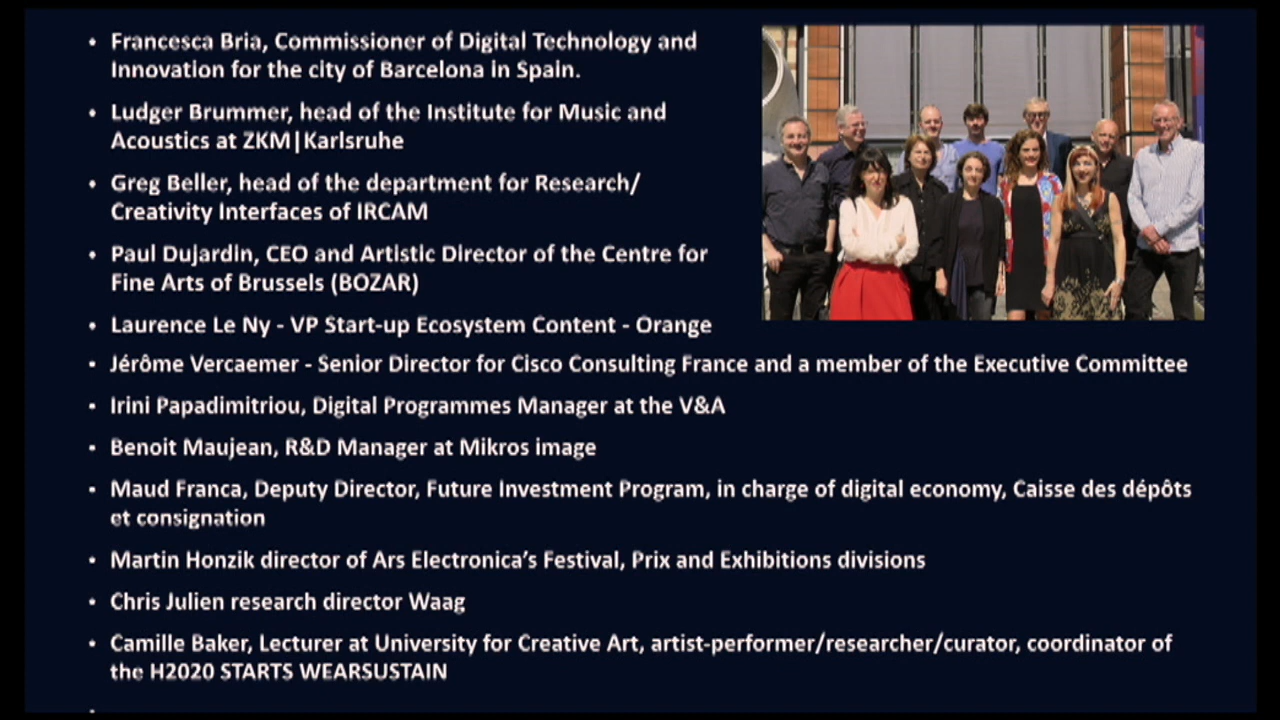 • Francesca Bria, Commissioner of Digital Technology and
Innovation for the city of Barcelona in Spain.
• Ludger Brummer, head of the Institute for Music and
Acoustics at ZKM|Karlsruhe
• Greg Beller, head of the department for Research/
Creativity Interfaces of IRCAM
• Paul Dujardin, CEO and Artistic Director of the Centre for
Fine Arts of Brussels (BOZAR)
• Laurence Le Ny - VP Start-up Ecosystem Content - Orange
• Jérôme Vercaemer - Senior Director for Cisco Consulting France and a member of the Executive Committee
• Irini Papadimitriou, Digital Programmes Manager at the V&A
• Benoit Maujean, R&D Manager at Mikros image
• Maud Franca, Deputy Director, Future Investment Program, in charge of digital economy, Caisse des dépôts
et consignation
• Martin Honzik director of Ars Electronica’s Festival, Prix and Exhibitions divisions
• Chris Julien research director Waag
• Camille Baker, Lecturer at University for Creative Art, artist-performer/researcher/curator, coordinator of
the H2020 STARTS WEARSUSTAIN